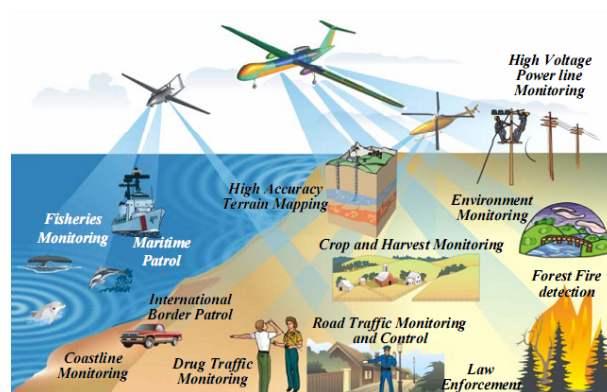 High Voltage
Power line
Monitoring
High Accuracy
Terrain Mapping
Environment
Monitoring
Fisheries
Monitoring
Maritime
Patrol
Crop and Harvest Monitoring
Forest Fire
detection
International
Border Patrol
Road Traffic Monitoring
and Control
Coastline
Monitoring
Drug Traffic
Monitoring
Law
Enforcement